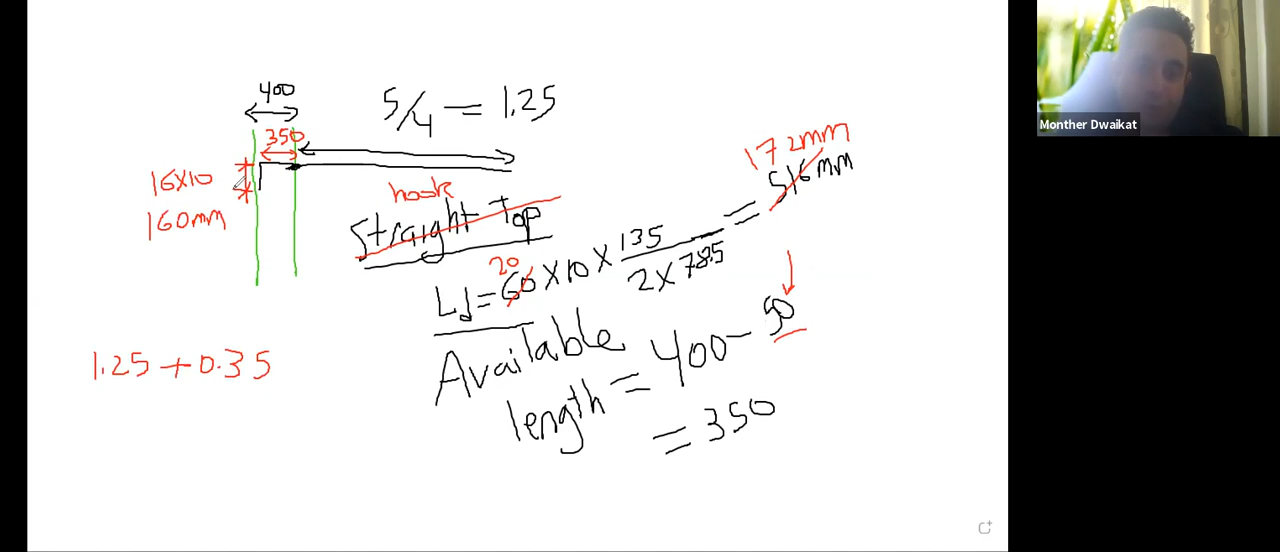 400
5/4 = 1.25
350
16x10
160mm
hook
Straight Top
172mm
516mm
20
Ld = 60 x 10 x 135 / 2 x 78.5 =
Available
length = 400 - 50
= 350
1.25 + 0.35
Monther Dwaikat